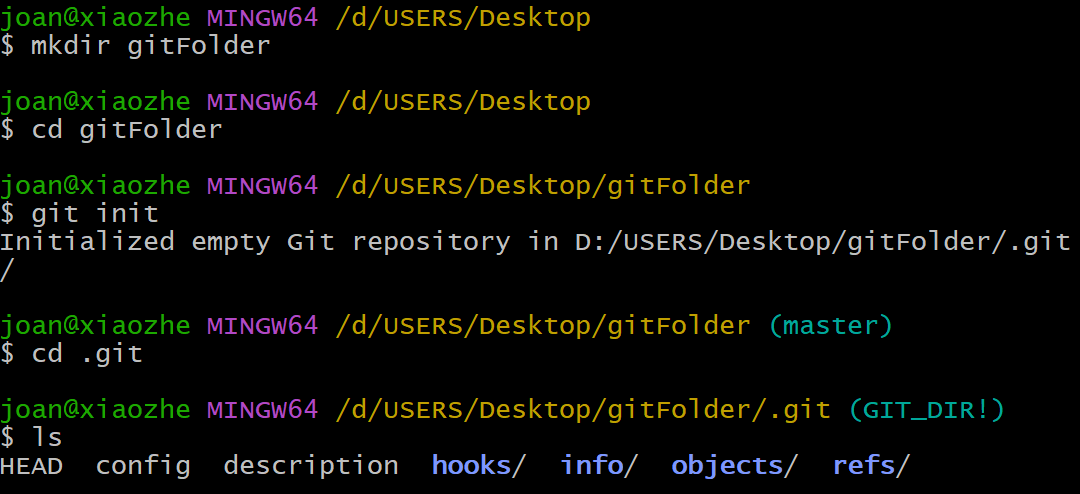 joan@xiaozhe MINGW64 /d/USERS/Desktop
$ mkdir gitFolder
joan@xiaozhe MINGW64 /d/USERS/Desktop
$ cd gitFolder
joan@xiaozhe MINGW64 /d/USERS/Desktop/gitFolder
$ git init
Initialized empty Git repository in D:/USERS/Desktop/gitFolder/.git
/
joan@xiaozhe MINGW64 /d/USERS/Desktop/gitFolder (master)
$ cd .git
joan@xiaozhe MINGW64 /d/USERS/Desktop/gitFolder/.git (GIT_DIR!)
$ ls
HEAD  config  description  hooks/  info/  objects/  refs/